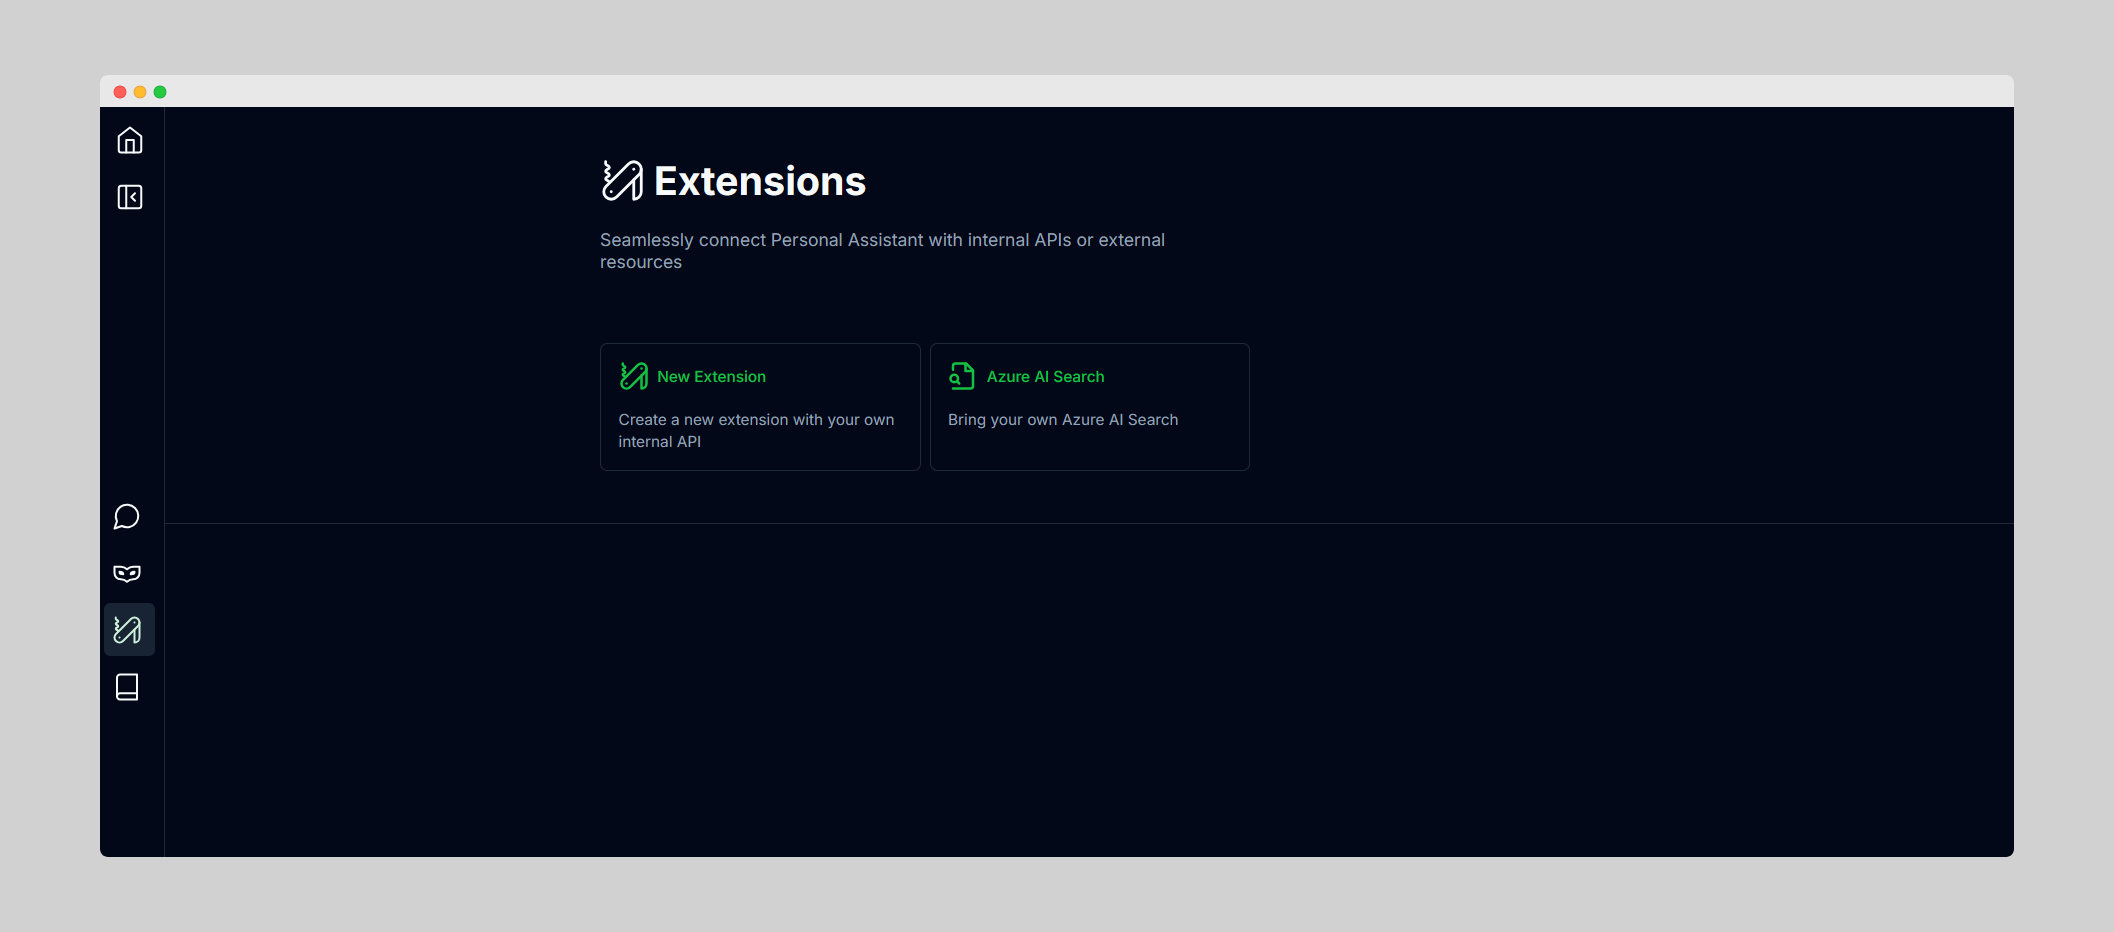 Extensions
Seamlessly connect Personal Assistant with internal APIs or external
resources
New Extension
Create a new extension with your own
internal API
Azure AI Search
Bring your own Azure AI Search